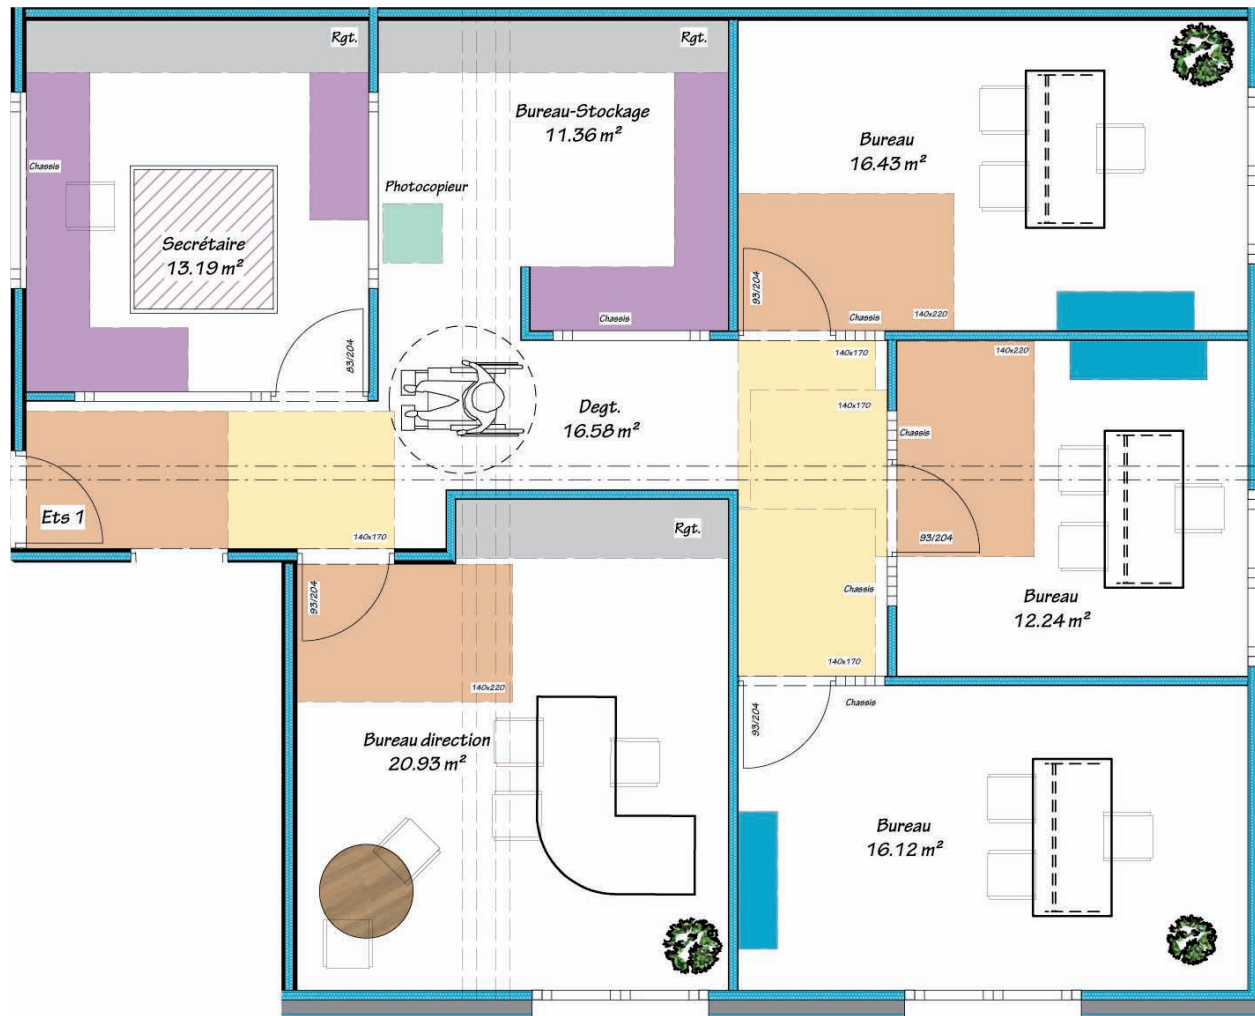 Rgt.
Rgt.
Bureau-Stockage
11.36 m²
Bureau
16.43 m²
Chassis
Photocopieur
Secrétaire
13.19 m²
93/204
Chassis
Chassis
140x220
83/204
140x170
140x220
140x170
Degt.
16.58 m²
Chassis
Ets 1
Rgt.
140x170
93/204
93/204
Chassis
Bureau
12.24 m²
140x170
140x220
Chassis
93/204
Bureau direction
20.93 m²
Bureau
16.12 m²